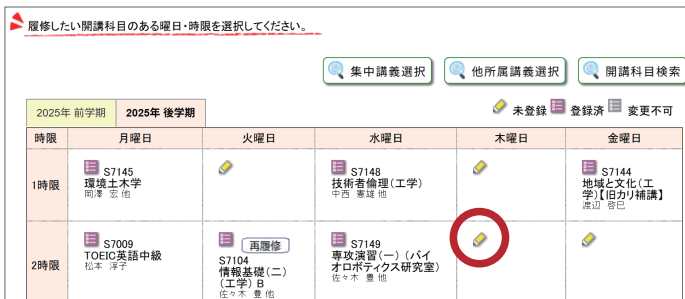 履修したい開講科目のある曜日・時限を選択してください。
集中講義選択 他所属講義選択 開講科目検索
2025年 前学期 2025年 後学期
未登録 登録済 変更不可
時限 月曜日 火曜日 水曜日 木曜日 金曜日
1時限
S7145
環境土木学
岡澤 宏 他
S7148
技術者倫理(工学)
中西 憲雄 他
S7144
地域と文化(工
学)【旧カリ補講】
渡辺 啓巳
2時限
S7009
TOEIC英語中級
松本 淳子
再履修
S7104
情報基礎(二)
(工学) B
佐々木 豊 他
S7149
専攻演習(一) (バイ
オロボティクス研究室)
佐々木 豊 他